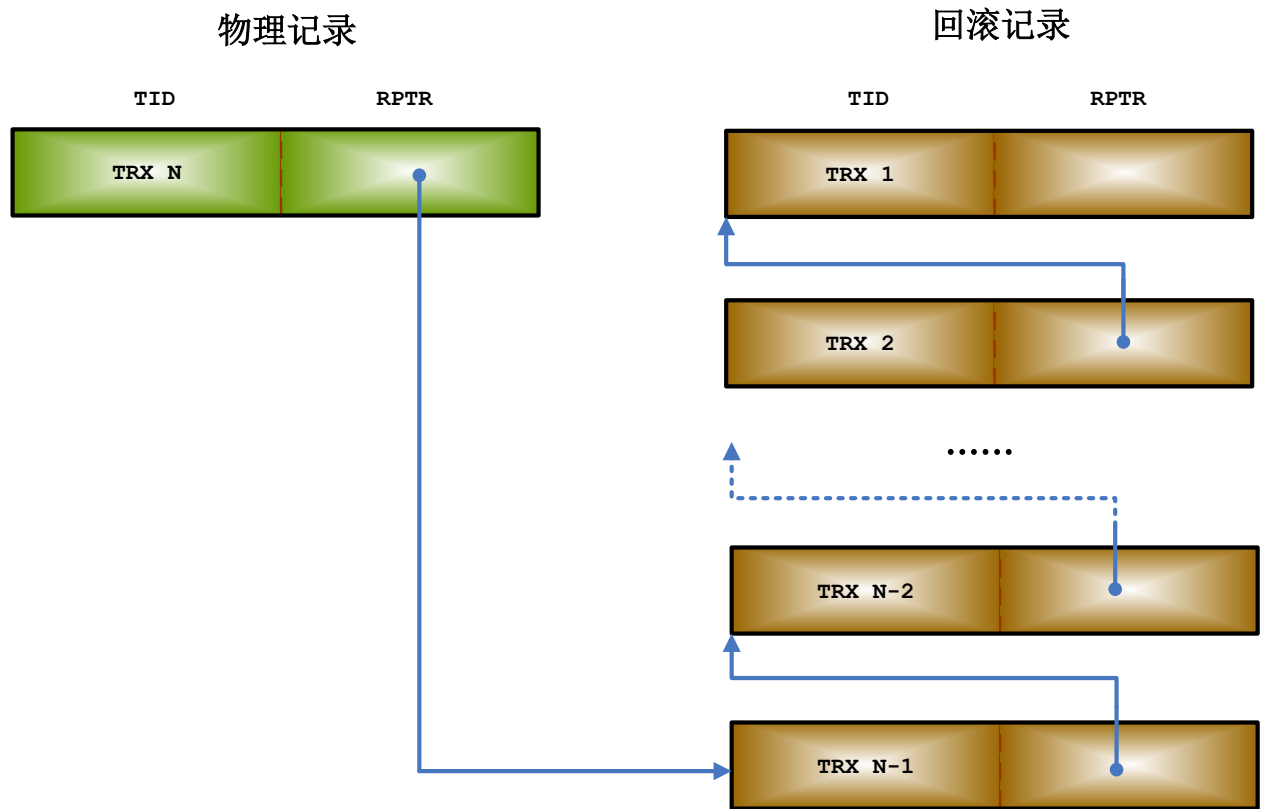 物理记录
回滚记录
TID RPTR
TID RPTR
TRX N
TRX 1
TRX 2
......
TRX N-2
TRX N-1